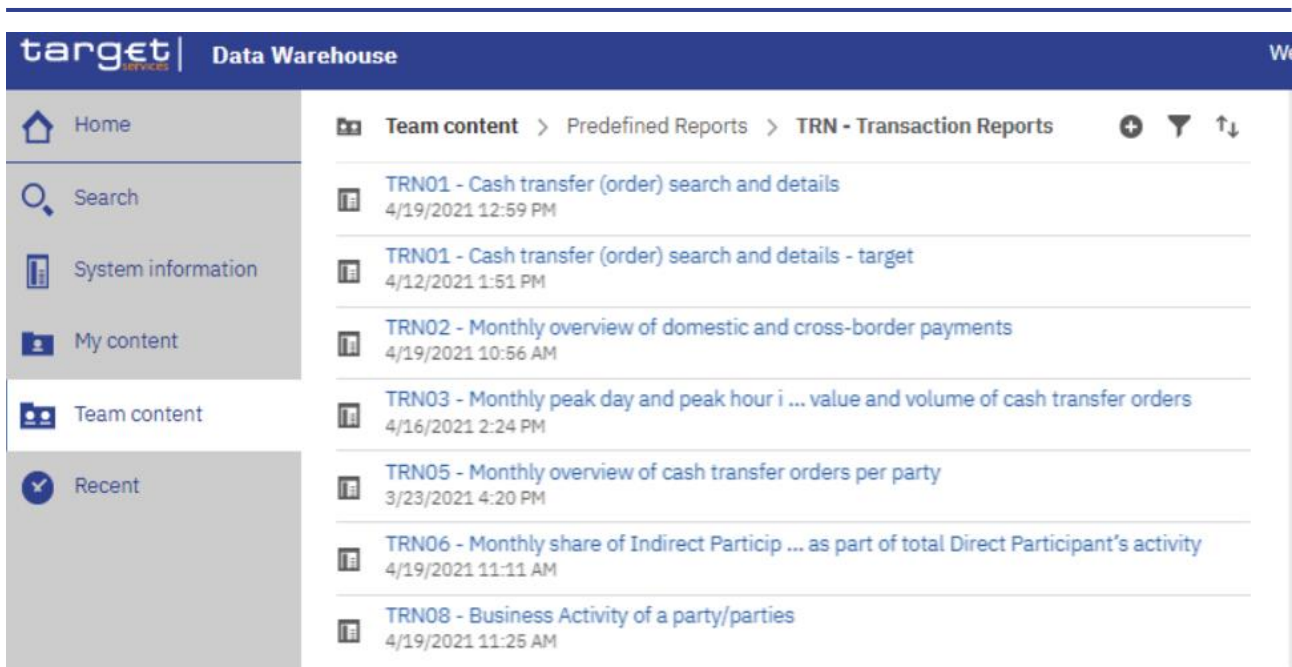 target| Data Warehouse We
services
Home
Search
System information
My content
Team content
Recent
Team content > Predefined Reports > TRN - Transaction Reports
TRN01 - Cash transfer (order) search and details
4/19/2021 12:59 PM
TRN01 - Cash transfer (order) search and details - target
4/12/2021 1:51 PM
TRN02 - Monthly overview of domestic and cross-border payments
4/19/2021 10:56 AM
TRN03 - Monthly peak day and peak hour i ... value and volume of cash transfer orders
4/16/2021 2:24 PM
TRN05 - Monthly overview of cash transfer orders per party
3/23/2021 4:20 PM
TRN06 - Monthly share of Indirect Particip ... as part of total Direct Participant's activity
4/19/2021 11:11 AM
TRN08 - Business Activity of a party/parties
4/19/2021 11:25 AM